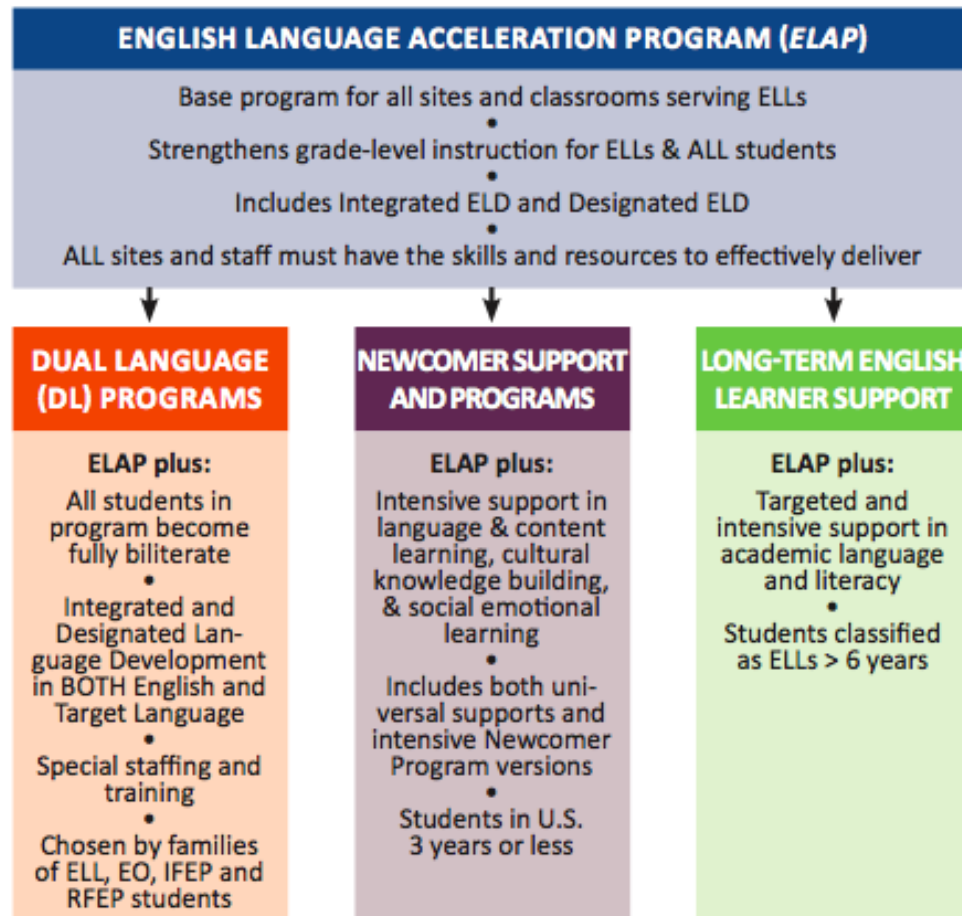 ENGLISH LANGUAGE ACCELERATION PROGRAM (ELAP)
Base program for all sites and classrooms serving ELLs
•
Strengthens grade-level instruction for ELLs & ALL students
•
Includes Integrated ELD and Designated ELD
•
ALL sites and staff must have the skills and resources to effectively deliver
DUAL LANGUAGE
(DL) PROGRAMS
ELAP plus:
All students in
program become
fully biliterate
•
Integrated and
Designated Lan-
guage Development
in BOTH English and
Target Language
•
Special staffing and
training
•
Chosen by families
of ELL, EO, IFEP and
RFEP students
NEWCOMER SUPPORT
AND PROGRAMS
ELAP plus:
Intensive support in
language & content
learning, cultural
knowledge building,
& social emotional
learning
•
Includes both uni-
versal supports and
intensive Newcomer
Program versions
•
Students in U.S.
3 years or less
LONG-TERM ENGLISH
LEARNER SUPPORT
ELAP plus:
Targeted and
intensive support in
academic language
and literacy
•
Students classified
as ELLs > 6 years